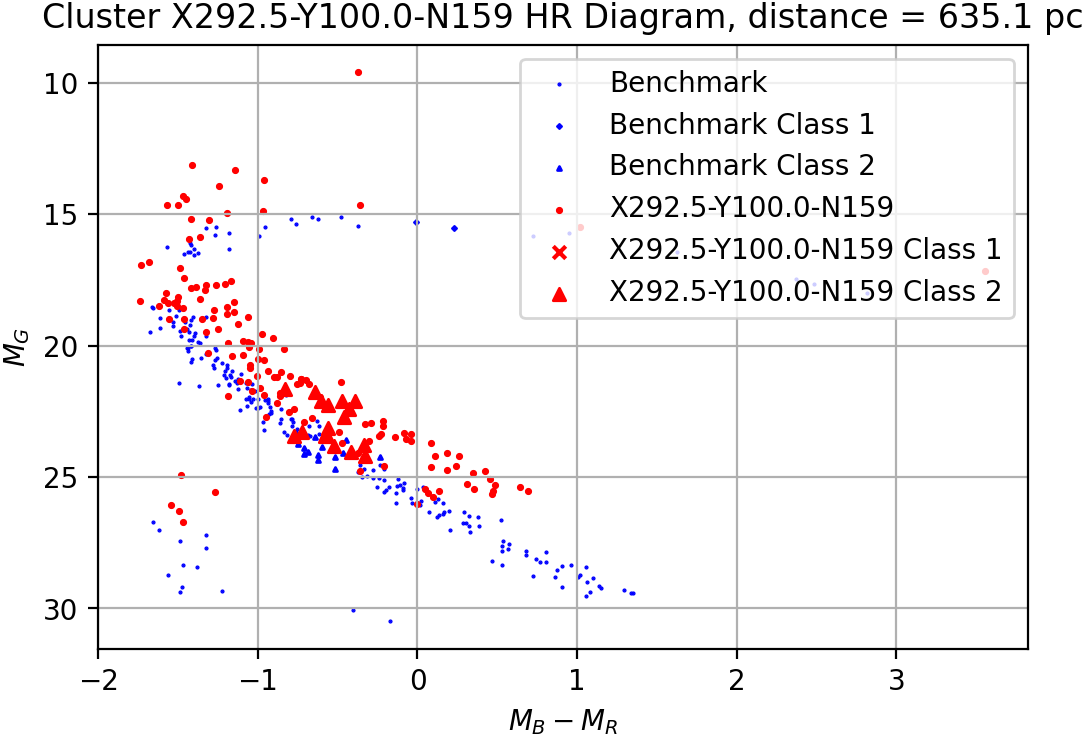 Cluster X292.5-Y100.0-N159 HR Diagram, distance = 635.1 pc
10
15
20
25
30
M_G
Benchmark
Benchmark Class 1
Benchmark Class 2
X292.5-Y100.0-N159
X292.5-Y100.0-N159 Class 1
X292.5-Y100.0-N159 Class 2
−2 −1 0 1 2 3
M_B − M_R